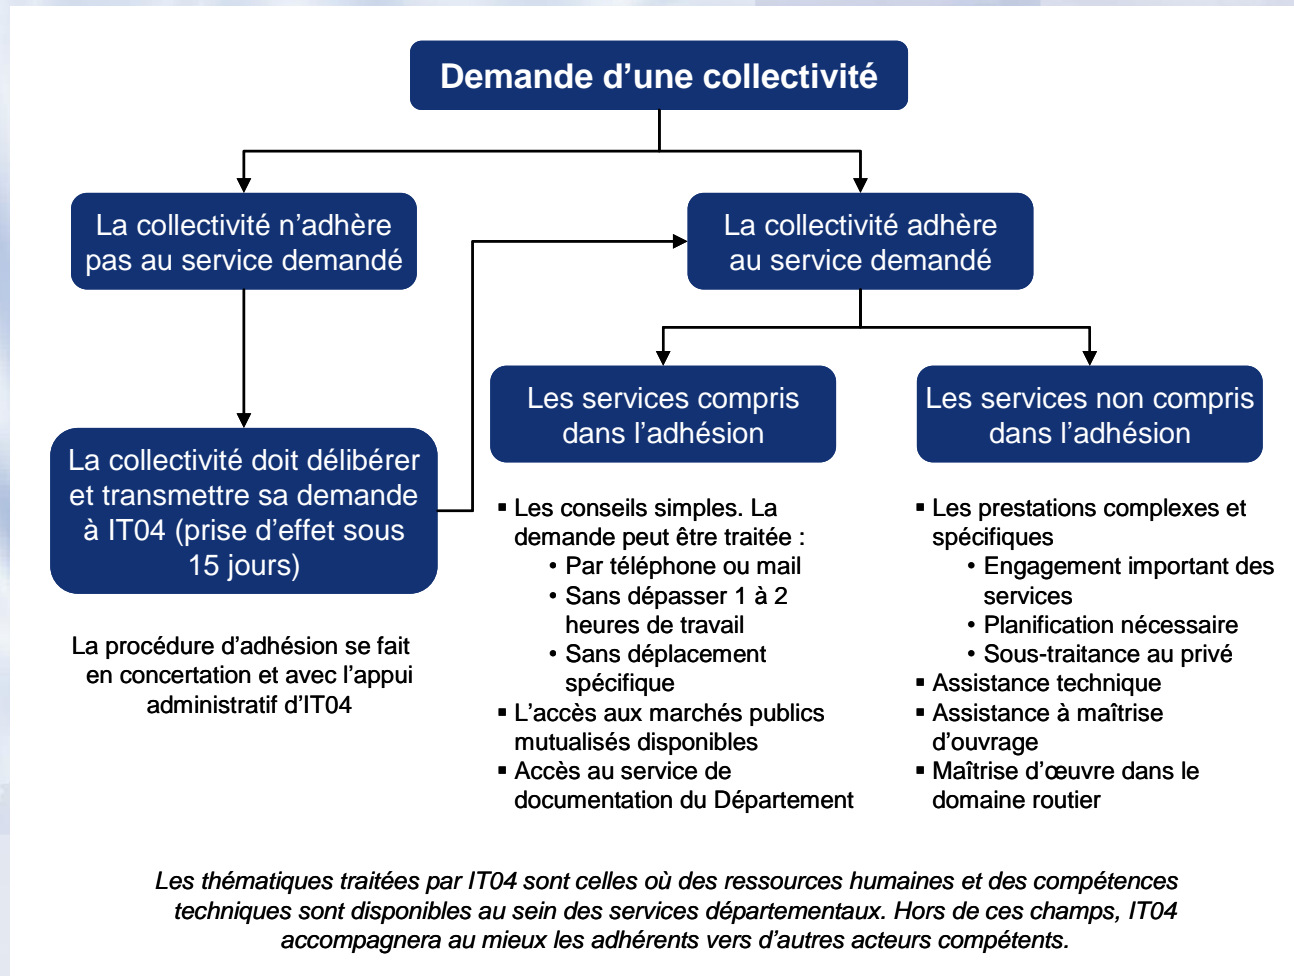 Demande d’une collectivité
La collectivité n’adhère
pas au service demandé
La collectivité adhère
au service demandé
La collectivité doit délibérer
et transmettre sa demande
à IT04 (prise d’effet sous
15 jours)
La procédure d’adhésion se fait
en concertation et avec l’appui
administratif d’IT04
Les services compris
dans l’adhésion
▪ Les conseils simples. La
demande peut être traitée :
• Par téléphone ou mail
• Sans dépasser 1 à 2
heures de travail
• Sans déplacement
spécifique
▪ L’accès aux marchés publics
mutualisés disponibles
▪ Accès au service de
documentation du Département
Les services non compris
dans l’adhésion
▪ Les prestations complexes et
spécifiques
• Engagement important des
services
• Planification nécessaire
• Sous-traitance au privé
▪ Assistance technique
▪ Assistance à maîtrise
d’ouvrage
▪ Maîtrise d’œuvre dans le
domaine routier
Les thématiques traitées par IT04 sont celles où des ressources humaines et des compétences
techniques sont disponibles au sein des services départementaux. Hors de ces champs, IT04
accompagnera au mieux les adhérents vers d’autres acteurs compétents.